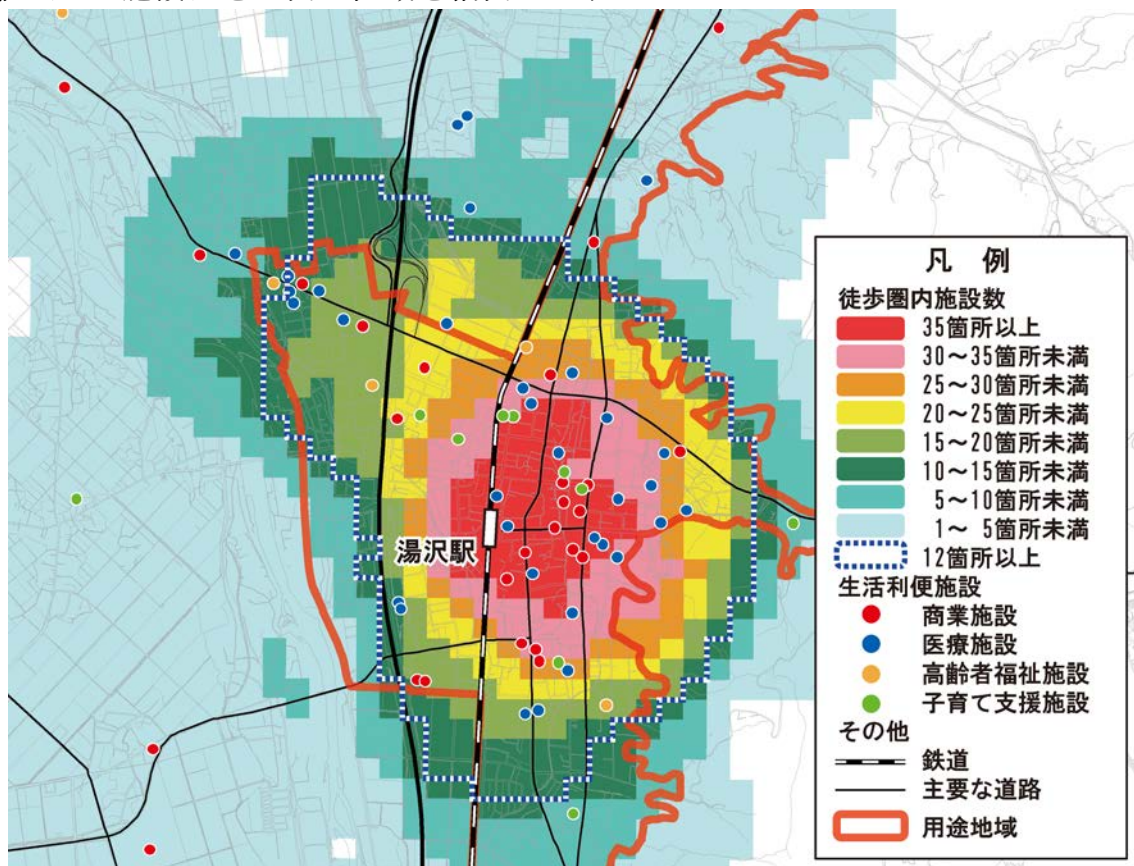 湯沢駅
凡 例
徒歩圏内施設数
35箇所以上
30～35箇所未満
25～30箇所未満
20～25箇所未満
15～20箇所未満
10～15箇所未満
5～10箇所未満
1～ 5箇所未満
12箇所以上
生活利便施設
商業施設
医療施設
高齢者福祉施設
子育て支援施設
その他
鉄道
主要な道路
用途地域